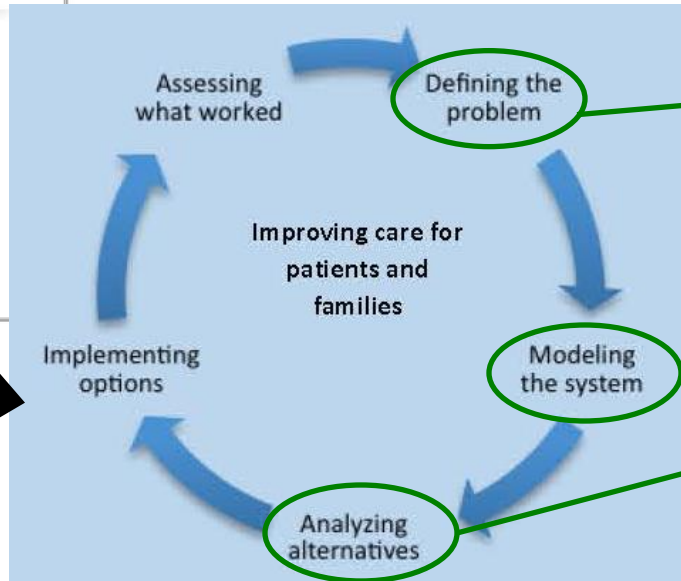 Assessing
what worked
Defining the
problem
Improving care for
patients and
families
Implementing
options
Modeling
the system
Analyzing
alternatives